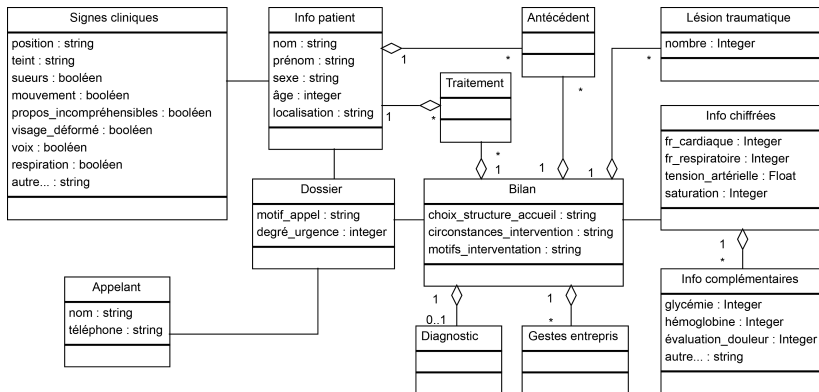 Signes cliniques
position : string
teint : string
sueurs : booléen
mouvement : booléen
propos_incompréhensibles : booléen
visage_déformé : booléen
voix : booléen
respiration : booléen
autre... : string
Info patient
nom : string
prénom : string
sexe : string
âge : integer
localisation : string
1
*
1
*
Antécédent
*
Traitement
*
1
1
1
Lésion traumatique
nombre : Integer
*
Info chiffrées
fr_cardiaque : Integer
fr_respiratoire : Integer
tension_artérielle : Float
saturation : Integer
1
*
Dossier
motif_appel : string
degré_urgence : integer
Bilan
choix_structure_accueil : string
circonstances_intervention : string
motifs_interventation : string
1
0..1
1
*
Appelant
nom : string
téléphone : string
Diagnostic
Gestes entrepris
Info complémentaires
glycémie : Integer
hémoglobine : Integer
évaluation_douleur : Integer
autre... : string